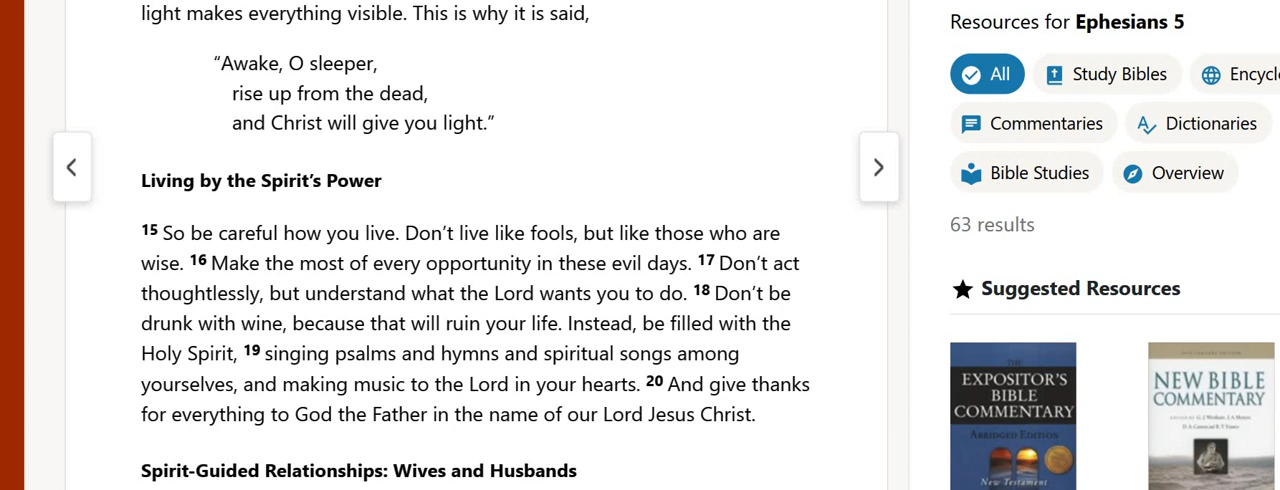 light makes everything visible. This is why it is said,
“Awake, O sleeper,
rise up from the dead,
and Christ will give you light.”
Living by the Spirit’s Power
15 So be careful how you live. Don’t live like fools, but like those who are
wise. 16 Make the most of every opportunity in these evil days. 17 Don’t act
thoughtlessly, but understand what the Lord wants you to do. 18 Don’t be
drunk with wine, because that will ruin your life. Instead, be filled with the
Holy Spirit, 19 singing psalms and hymns and spiritual songs among
yourselves, and making music to the Lord in your hearts. 20 And give thanks
for everything to God the Father in the name of our Lord Jesus Christ.
Spirit-Guided Relationships: Wives and Husbands
Resources for Ephesians 5
All
Study Bibles
Encycl
Commentaries
Dictionaries
Bible Studies
Overview
63 results
Suggested Resources
THE
EXPOSITOR'S
BIBLE
COMMENTARY
ABRIDGED EDITION
New Testament
NEW BIBLE
COMMENTARY